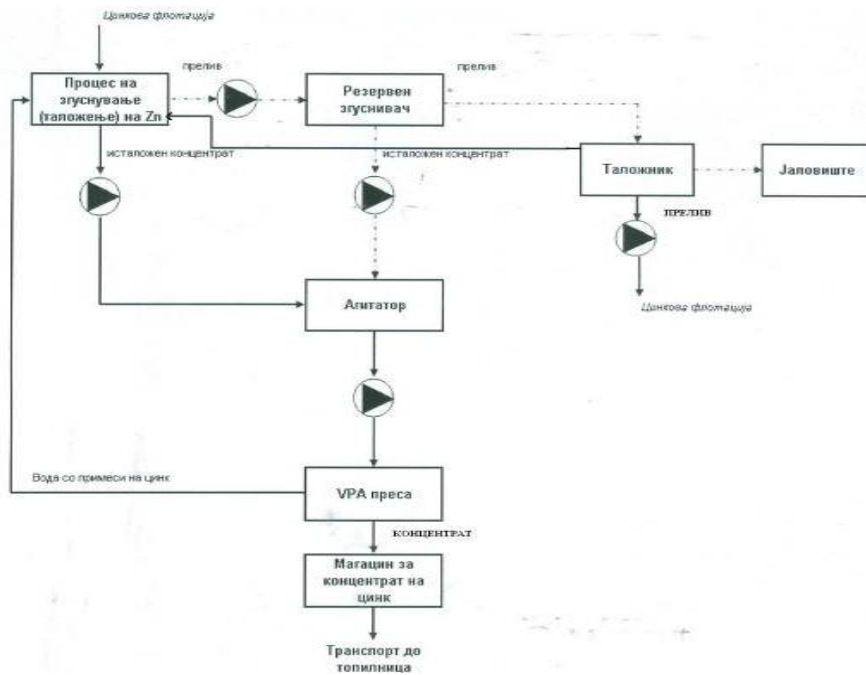 Цинкова флотација
прелив
прелив
Процес на
згуснување
(таложење) на Zn
Резервен
згуснивач
исталожен концентрат
исталожен концентрат
Таложник
Јаловиште
ПРЕЛИВ
Агитатор
Цинкова флотација
Вода со примеси на цинк
VPA преса
КОНЦЕНТРАТ
Магацин за
концентрат на
цинк
Транспорт до
топилница